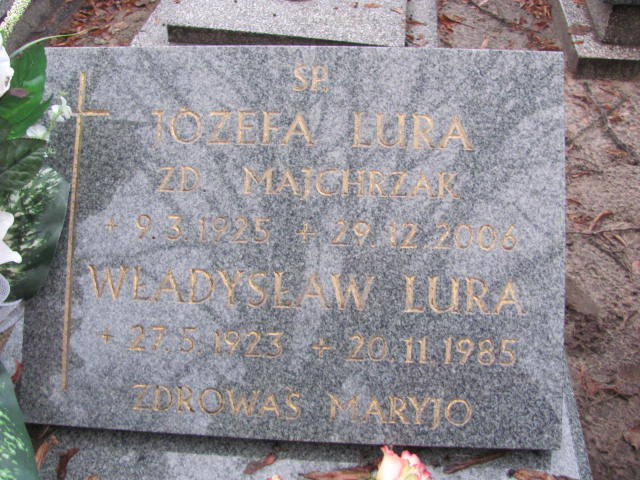 ŚP.
JÓZEFA LURA
ZD. MAJCHRZAK
+ 9.3.1925 + 29.12.2006
WŁADYSŁAW LURA
+ 27.5.1923 + 20.11.1985
ZDROWAŚ MARYJO